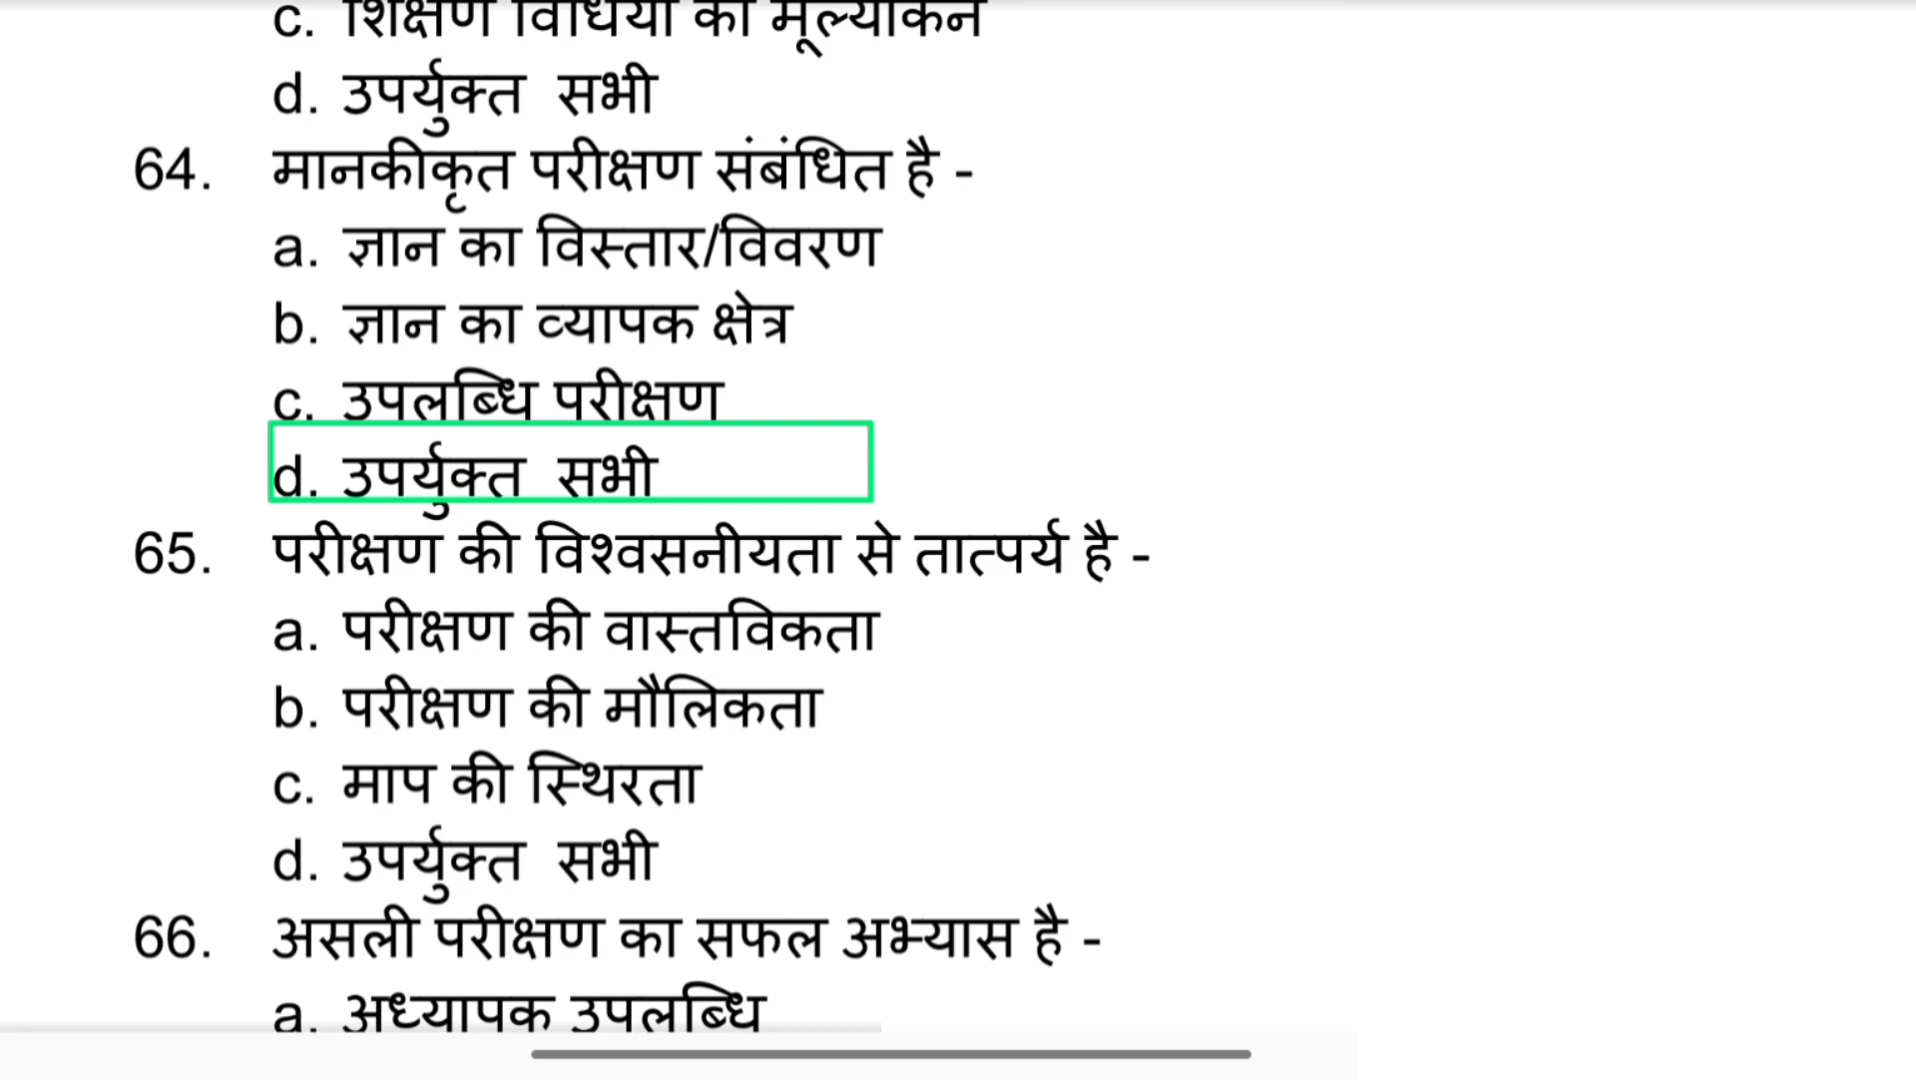 c. शिक्षण विधियों का मूल्यांकन
d. उपर्युक्त सभी
64. मानकीकृत परीक्षण संबंधित है -
a. ज्ञान का विस्तार/विवरण
b. ज्ञान का व्यापक क्षेत्र
c. उपलब्धि परीक्षण
d. उपर्युक्त सभी
65. परीक्षण की विश्वसनीयता से तात्पर्य है -
a. परीक्षण की वास्तविकता
b. परीक्षण की मौलिकता
c. माप की स्थिरता
d. उपर्युक्त सभी
66. असली परीक्षण का सफल अभ्यास है -
a. अध्यापक उपलब्धि